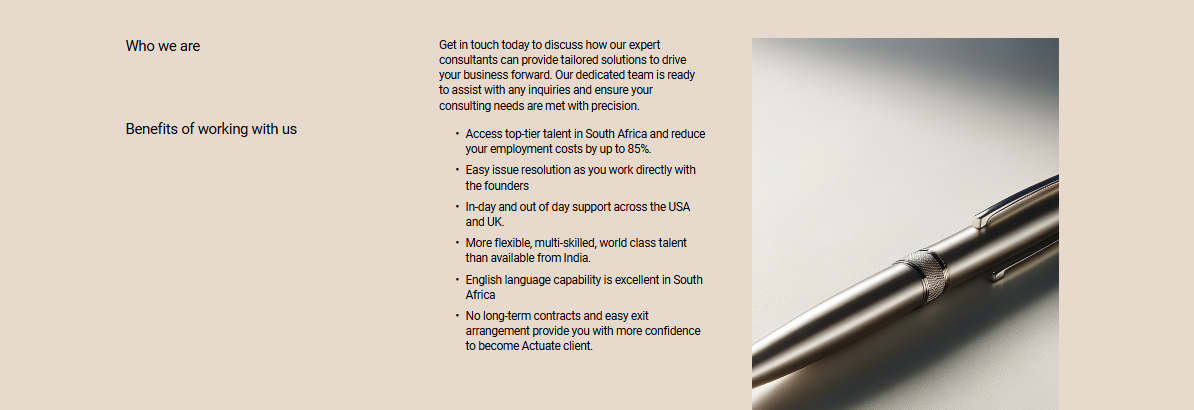 Who we are
Get in touch today to discuss how our expert
consultants can provide tailored solutions to drive
your business forward. Our dedicated team is ready
to assist with any inquiries and ensure your
consulting needs are met with precision.
Benefits of working with us
• Access top-tier talent in South Africa and reduce
your employment costs by up to 85%.
• Easy issue resolution as you work directly with
the founders
• In-day and out of day support across the USA
and UK.
• More flexible, multi-skilled, world class talent
than available from India.
• English language capability is excellent in South
Africa
• No long-term contracts and easy exit
arrangement provide you with more confidence
to become Actuate client.